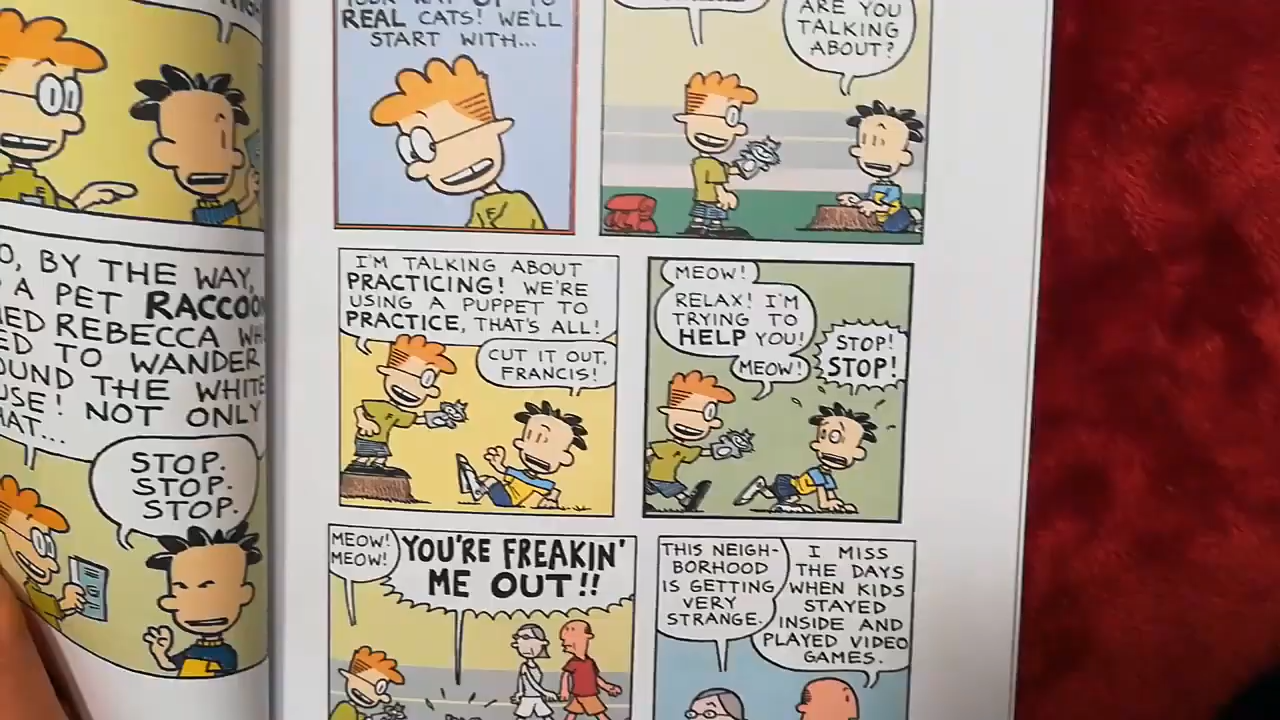 O, BY THE WAY,
A PET RACCOON
REBECCA
TO WANDER
THE WHITE
NOT ONLY
STOP.
STOP.
STOP.
REAL CATS! WE'LL
START WITH...
ARE YOU
TALKING
ABOUT?
I'M TALKING ABOUT
PRACTICING! WE'RE
USING A PUPPET TO
PRACTICE, THAT'S ALL!
CUT IT OUT,
FRANCIS!
MEOW!
RELAX! I'M
TRYING TO
HELP YOU!
MEOW!
STOP!
STOP!
MEOW!
MEOW!
YOU'RE FREAKIN'
ME OUT!!
THIS NEIGH-
BORHOOD
IS GETTING
VERY
STRANGE.
I MISS
THE DAYS
WHEN KIDS
STAYED
INSIDE AND
PLAYED VIDEO
GAMES.